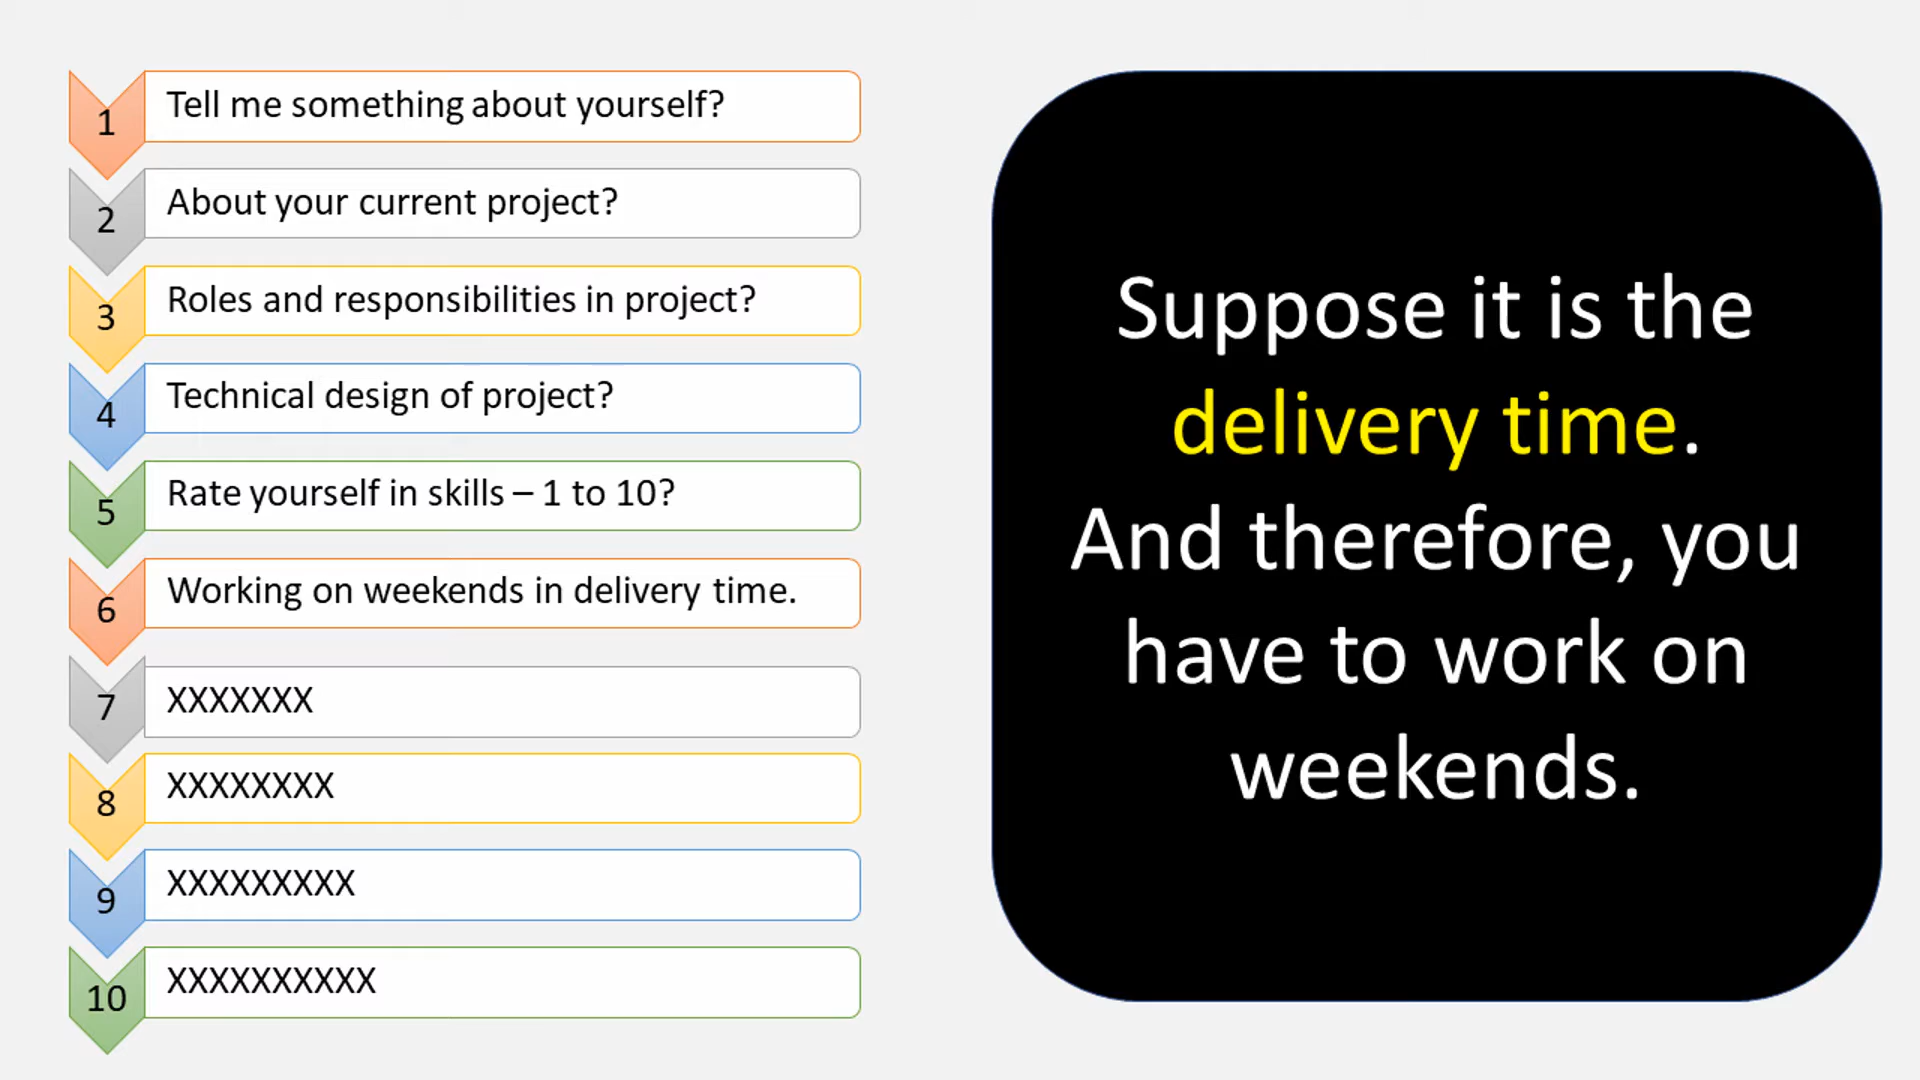 1 Tell me something about yourself?
2 About your current project?
3 Roles and responsibilities in project?
4 Technical design of project?
5 Rate yourself in skills – 1 to 10?
6 Working on weekends in delivery time.
7 XXXXXXX
8 XXXXXXXX
9 XXXXXXXXX
10 XXXXXXXXXX
Suppose it is the
delivery time.
And therefore, you
have to work on
weekends.